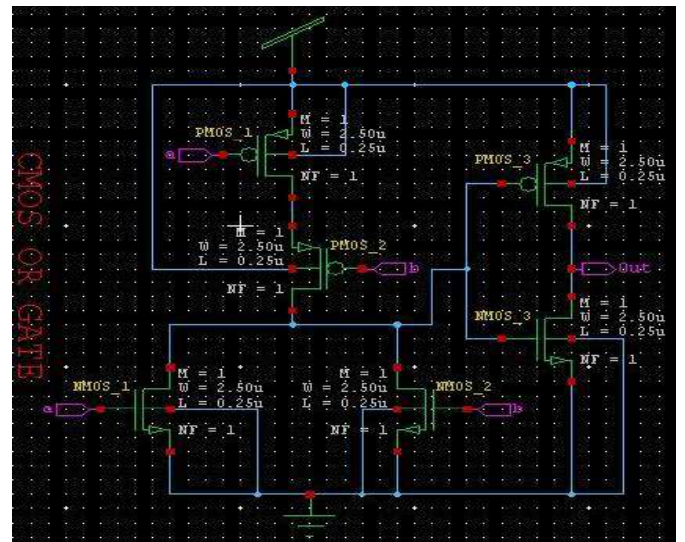 CMOS OR GATE
PMOS_1
M = 1
W = 2.50u
L = 0.25u
NF = 1
a
PMOS_2
M = 1
W = 2.50u
L = 0.25u
NF = 1
b
PMOS_3
M = 1
W = 2.50u
L = 0.25u
NF = 1
Out
NMOS_3
M = 1
W = 2.50u
L = 0.25u
NF = 1
NMOS_1
M = 1
W = 2.50u
L = 0.25u
NF = 1
a
NMOS_2
M = 1
W = 2.50u
L = 0.25u
NF = 1
b